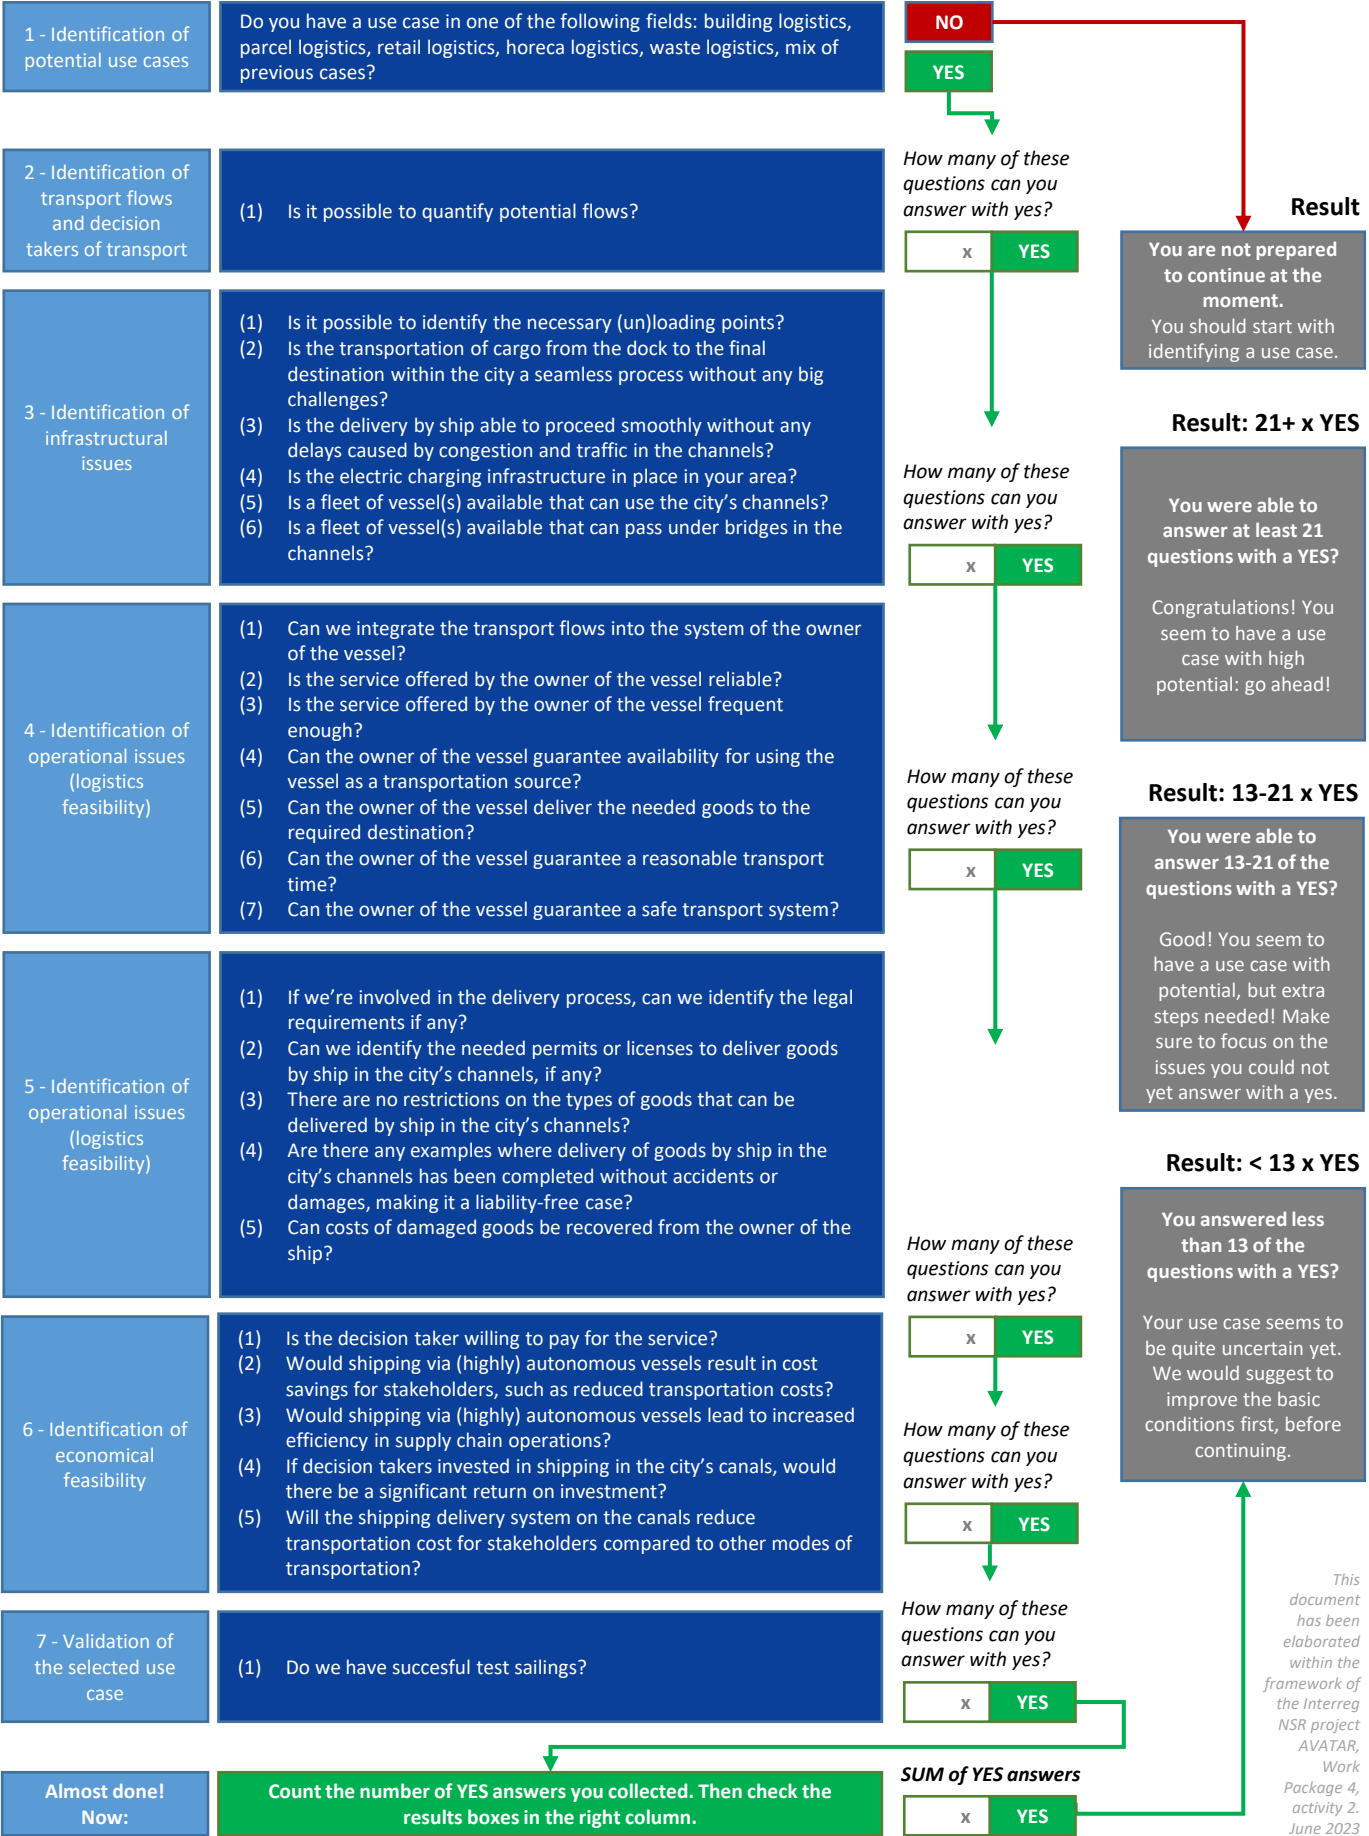 1 - Identification of
potential use cases
Do you have a use case in one of the following fields: building logistics,
parcel logistics, retail logistics, horeca logistics, waste logistics, mix of
previous cases?
NO
YES
2 - Identification of
transport flows
and decision
takers of transport
(1) Is it possible to quantify potential flows?
How many of these
questions can you
answer with yes?
x YES
Result
You are not prepared
to continue at the
moment.
You should start with
identifying a use case.
3 - Identification of
infrastructural
issues
(1) Is it possible to identify the necessary (un)loading points?
(2) Is the transportation of cargo from the dock to the final
destination within the city a seamless process without any big
challenges?
(3) Is the delivery by ship able to proceed smoothly without any
delays caused by congestion and traffic in the channels?
(4) Is the electric charging infrastructure in place in your area?
(5) Is a fleet of vessel(s) available that can use the city’s channels?
(6) Is a fleet of vessel(s) available that can pass under bridges in the
channels?
How many of these
questions can you
answer with yes?
x YES
Result: 21+ x YES
You were able to
answer at least 21
questions with a YES?
Congratulations! You
seem to have a use
case with high
potential: go ahead!
4 - Identification of
operational issues
(logistics
feasibility)
(1) Can we integrate the transport flows into the system of the owner
of the vessel?
(2) Is the service offered by the owner of the vessel reliable?
(3) Is the service offered by the owner of the vessel frequent
enough?
(4) Can the owner of the vessel guarantee availability for using the
vessel as a transportation source?
(5) Can the owner of the vessel deliver the needed goods to the
required destination?
(6) Can the owner of the vessel guarantee a reasonable transport
time?
(7) Can the owner of the vessel guarantee a safe transport system?
How many of these
questions can you
answer with yes?
x YES
Result: 13-21 x YES
You were able to
answer 13-21 of the
questions with a YES?
Good! You seem to
have a use case with
potential, but extra
steps needed! Make
sure to focus on the
issues you could not
yet answer with a yes.
5 - Identification of
operational issues
(logistics
feasibility)
(1) If we’re involved in the delivery process, can we identify the legal
requirements if any?
(2) Can we identify the needed permits or licenses to deliver goods
by ship in the city’s channels, if any?
(3) There are no restrictions on the types of goods that can be
delivered by ship in the city’s channels?
(4) Are there any examples where delivery of goods by ship in the
city’s channels has been completed without accidents or
damages, making it a liability-free case?
(5) Can costs of damaged goods be recovered from the owner of the
ship?
How many of these
questions can you
answer with yes?
x YES
Result: < 13 x YES
You answered less
than 13 of the
questions with a YES?
Your use case seems to
be quite uncertain yet.
We would suggest to
improve the basic
conditions first, before
continuing.
6 - Identification of
economical
feasibility
(1) Is the decision taker willing to pay for the service?
(2) Would shipping via (highly) autonomous vessels result in cost
savings for stakeholders, such as reduced transportation costs?
(3) Would shipping via (highly) autonomous vessels lead to increased
efficiency in supply chain operations?
(4) If decision takers invested in shipping in the city’s canals, would
there be a significant return on investment?
(5) Will the shipping delivery system on the canals reduce
transportation cost for stakeholders compared to other modes of
transportation?
How many of these
questions can you
answer with yes?
x YES
7 - Validation of
the selected use
case
(1) Do we have succesful test sailings?
How many of these
questions can you
answer with yes?
x YES
Almost done!
Now:
Count the number of YES answers you collected. Then check the
results boxes in the right column.
SUM of YES answers
x YES
This
document
has been
elaborated
within the
framework of
the Interreg
NSR project
AVATAR,
Work
Package 4,
activity 2.
June 2023